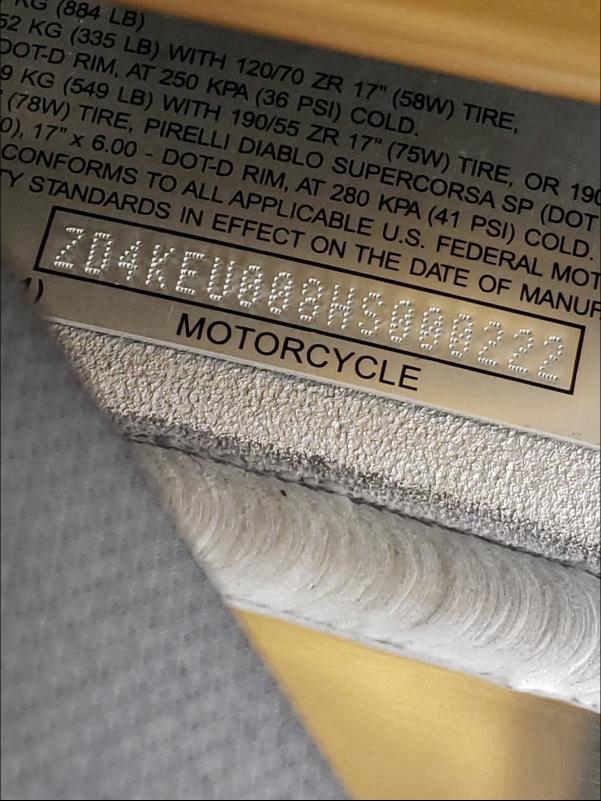 KG (884 LB)
52 KG (335 LB) WITH 120/70 ZR 17" (58W) TIRE,
DOT-D RIM, AT 250 KPA (36 PSI) COLD.
9 KG (549 LB) WITH 190/55 ZR 17" (75W) TIRE, OR 190
(78W) TIRE, PIRELLI DIABLO SUPERCORSA SP (DOT
0), 17" x 6.00 - DOT-D RIM, AT 280 KPA (41 PSI) COLD.
CONFORMS TO ALL APPLICABLE U.S. FEDERAL MOT
TY STANDARDS IN EFFECT ON THE DATE OF MANUF
ZD4KEU008HS000222
MOTORCYCLE